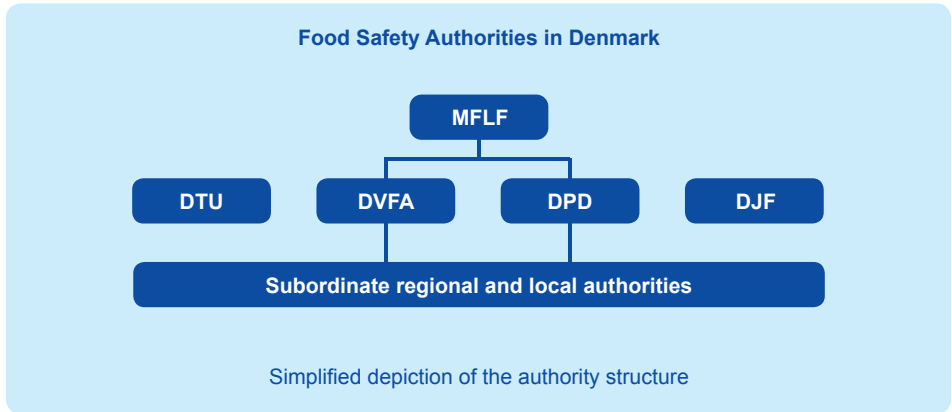 Food Safety Authorities in Denmark
MFLF
DTU
DVFA
DPD
DJF
Subordinate regional and local authorities
Simplified depiction of the authority structure